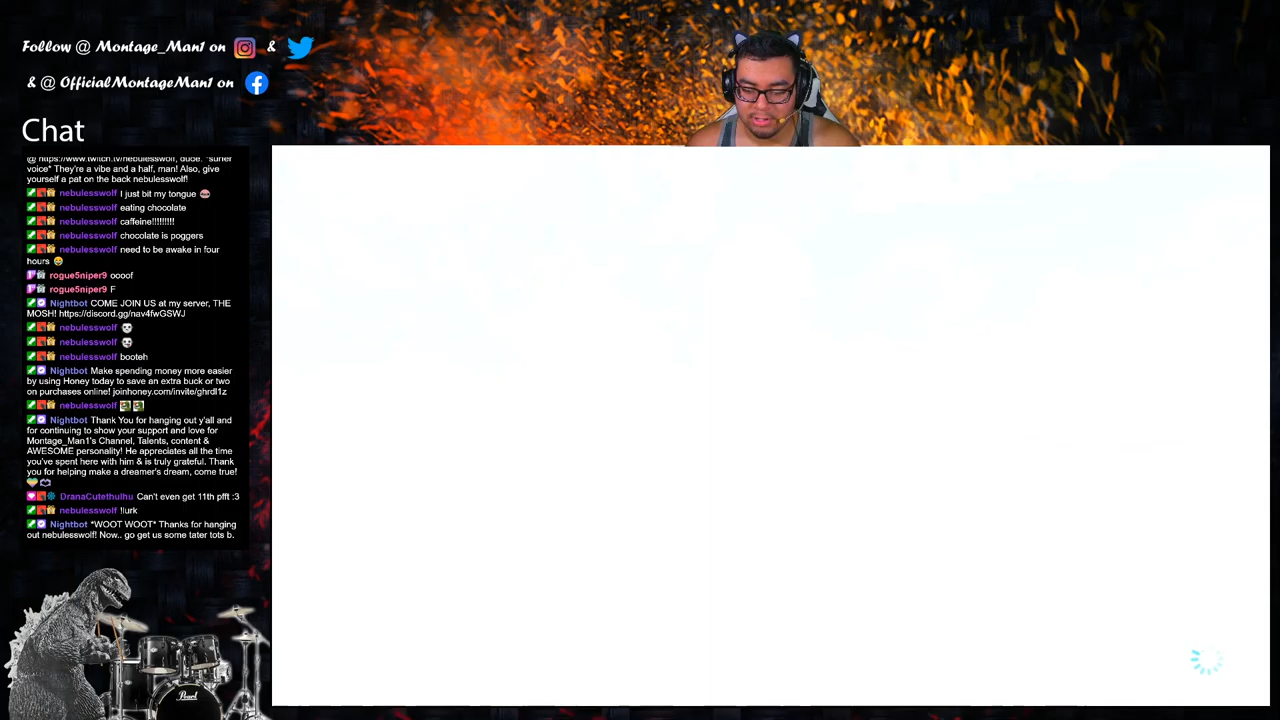 Follow @ Montage_Man1 on &
& @ OfficialMontageMan1 on
Chat
@ https://www.twitch.tv/nebulesswolf, dude. *surfer
voice* They're a vibe and a half, man! Also, give
yourself a pat on the back nebulesswolf!
nebulesswolf I just bit my tongue
nebulesswolf eating chocolate
nebulesswolf caffeine!!!!!!!!!
nebulesswolf chocolate is poggers
nebulesswolf need to be awake in four
hours
rogue5niper9 oooof
rogue5niper9 F
Nightbot COME JOIN US at my server, THE
MOSH! https://discord.gg/nav4fwGSWJ
nebulesswolf
nebulesswolf
nebulesswolf booteh
Nightbot Make spending money more easier
by using Honey today to save an extra buck or two
on purchases online! joinhoney.com/invite/ghrdl1z
nebulesswolf
Nightbot Thank You for hanging out y'all and
for continuing to show your support and love for
Montage_Man1's Channel, Talents, content &
AWESOME personality! He appreciates all the time
you've spent here with him & is truly grateful. Thank
you for helping make a dreamer's dream, come true!
DranaCutethulhu Can't even get 11th pfft :3
nebulesswolf !lurk
Nightbot *WOOT WOOT* Thanks for hanging
out nebulesswolf! Now.. go get us some tater tots b.
Pearl